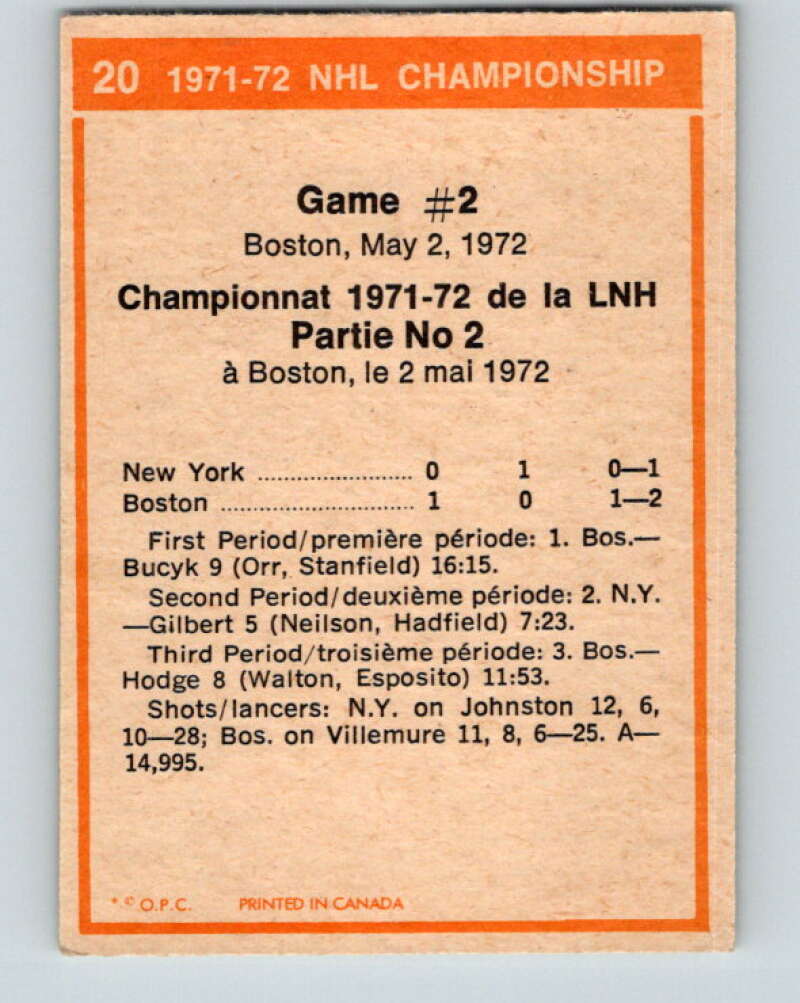 20 1971-72 NHL CHAMPIONSHIP
Game #2
Boston, May 2, 1972
Championnat 1971-72 de la LNH
Partie No 2
à Boston, le 2 mai 1972
New York ........................ 0 1 0—1
Boston .............................. 1 0 1—2
First Period/première période: 1. Bos.—
Bucyk 9 (Orr, Stanfield) 16:15.
Second Period/deuxième période: 2. N.Y.
—Gilbert 5 (Neilson, Hadfield) 7:23.
Third Period/troisième période: 3. Bos.—
Hodge 8 (Walton, Esposito) 11:53.
Shots/lancers: N.Y. on Johnston 12, 6,
10—28; Bos. on Villemure 11, 8, 6—25. A—
14,995.
* © O.P.C. PRINTED IN CANADA